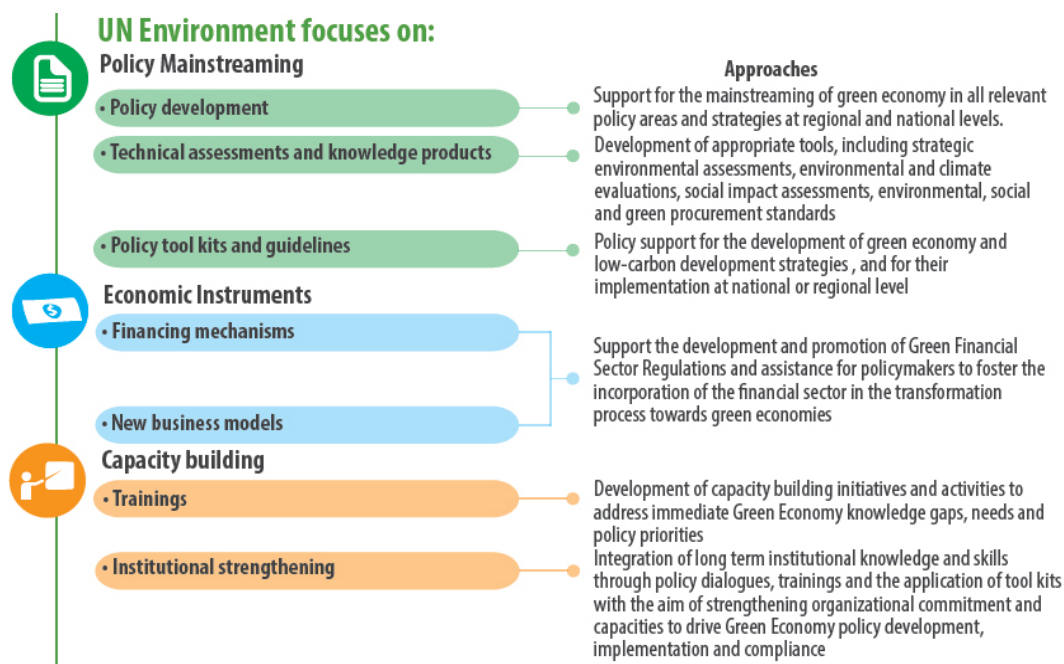 UN Environment focuses on:
Policy Mainstreaming
Approaches
• Policy development
Support for the mainstreaming of green economy in all relevant
policy areas and strategies at regional and national levels.
• Technical assessments and knowledge products
Development of appropriate tools, including strategic
environmental assessments, environmental and climate
evaluations, social impact assessments, environmental, social
and green procurement standards
• Policy tool kits and guidelines
Policy support for the development of green economy and
low-carbon development strategies , and for their
implementation at national or regional level
Economic Instruments
$
• Financing mechanisms
• New business models
Support the development and promotion of Green Financial
Sector Regulations and assistance for policymakers to foster the
incorporation of the financial sector in the transformation
process towards green economies
Capacity building
• Trainings
Development of capacity building initiatives and activities to
address immediate Green Economy knowledge gaps, needs and
policy priorities
• Institutional strengthening
Integration of long term institutional knowledge and skills
through policy dialogues, trainings and the application of tool kits
with the aim of strengthening organizational commitment and
capacities to drive Green Economy policy development,
implementation and compliance